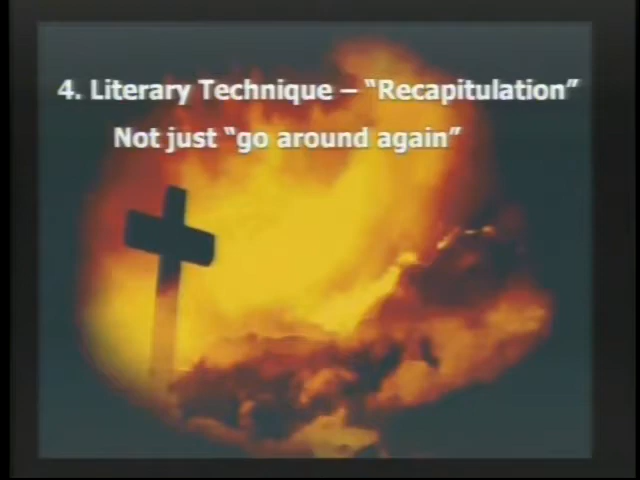 4. Literary Technique – “Recapitulation”
Not just “go around again”